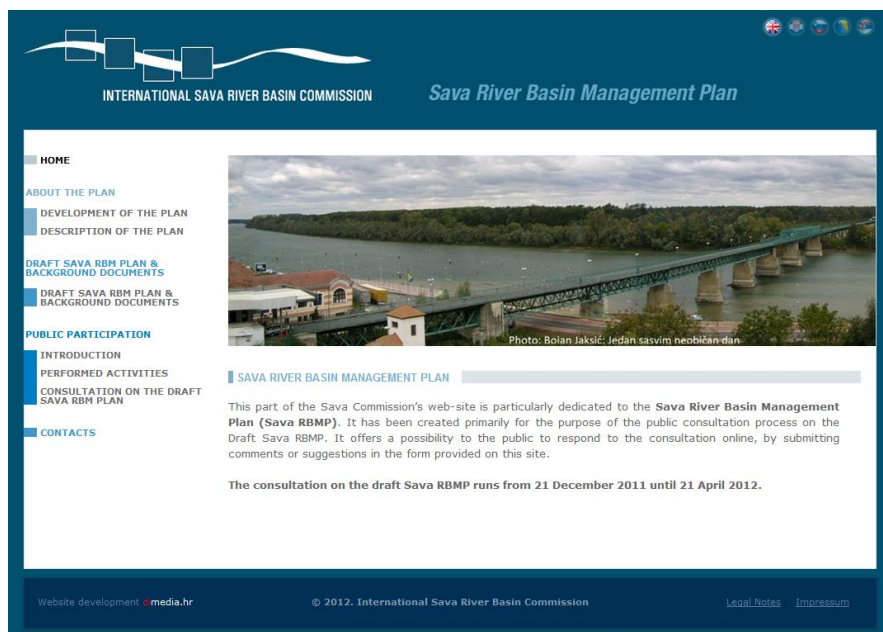 INTERNATIONAL SAVA RIVER BASIN COMMISSION
Sava River Basin Management Plan
HOME
ABOUT THE PLAN
DEVELOPMENT OF THE PLAN
DESCRIPTION OF THE PLAN
DRAFT SAVA RBM PLAN &
BACKGROUND DOCUMENTS
DRAFT SAVA RBM PLAN &
BACKGROUND DOCUMENTS
PUBLIC PARTICIPATION
INTRODUCTION
PERFORMED ACTIVITIES
CONSULTATION ON THE DRAFT
SAVA RBM PLAN
CONTACTS
Photo: Bojan Jaksić: Jedan sasvim neobičan dan
SAVA RIVER BASIN MANAGEMENT PLAN
This part of the Sava Commission's web-site is particularly dedicated to the Sava River Basin Management
Plan (Sava RBMP). It has been created primarily for the purpose of the public consultation process on the
Draft Sava RBMP. It offers a possibility to the public to respond to the consultation online, by submitting
comments or suggestions in the form provided on this site.
The consultation on the draft Sava RBMP runs from 21 December 2011 until 21 April 2012.
Website development dimedia.hr
© 2012. International Sava River Basin Commission
Legal Notes Impressum